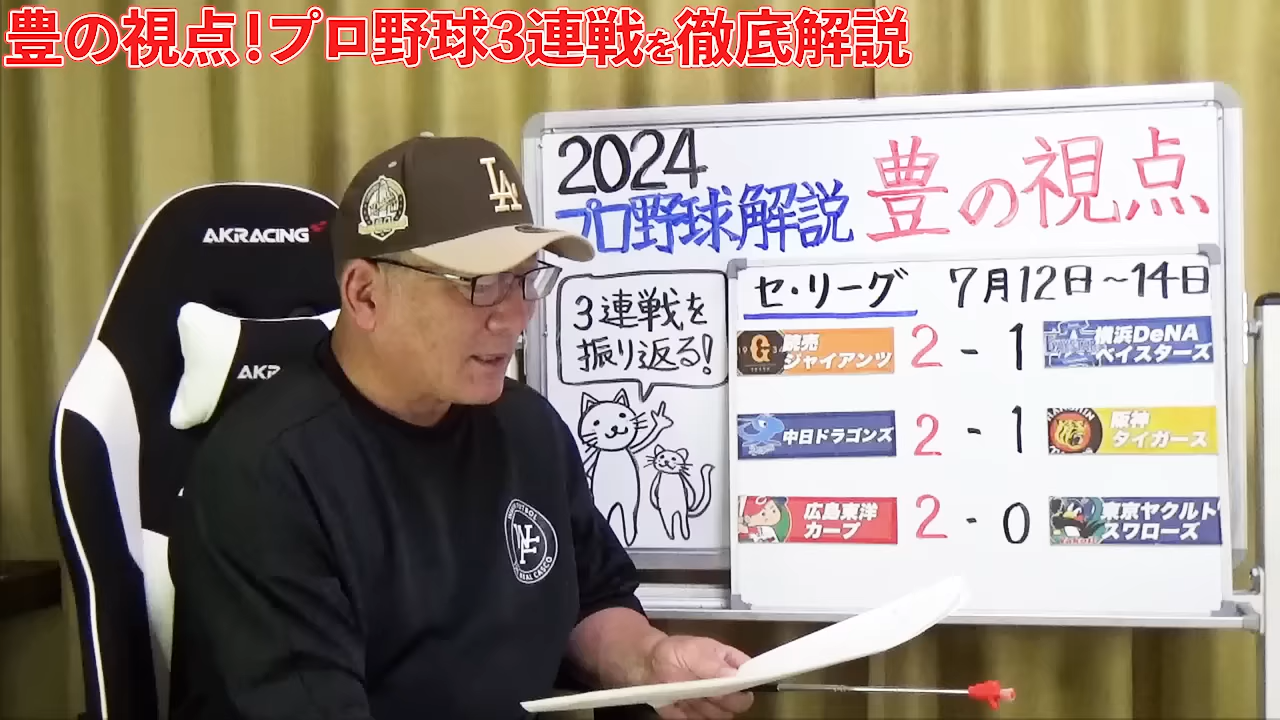 豊の視点!プロ野球3連戦を徹底解説
2024
プロ野球解説
豊の視点
3連戦を
振り返る!
セ・リーグ 7月12日~14日
読売
ジャイアンツ
2 - 1
横浜DeNA
ベイスターズ
中日ドラゴンズ
2 - 1
阪神
タイガース
広島東洋
カープ
2 - 0
東京ヤクルト
スワローズ
AKRACING
AKR
LA
NF
REAL CASCO